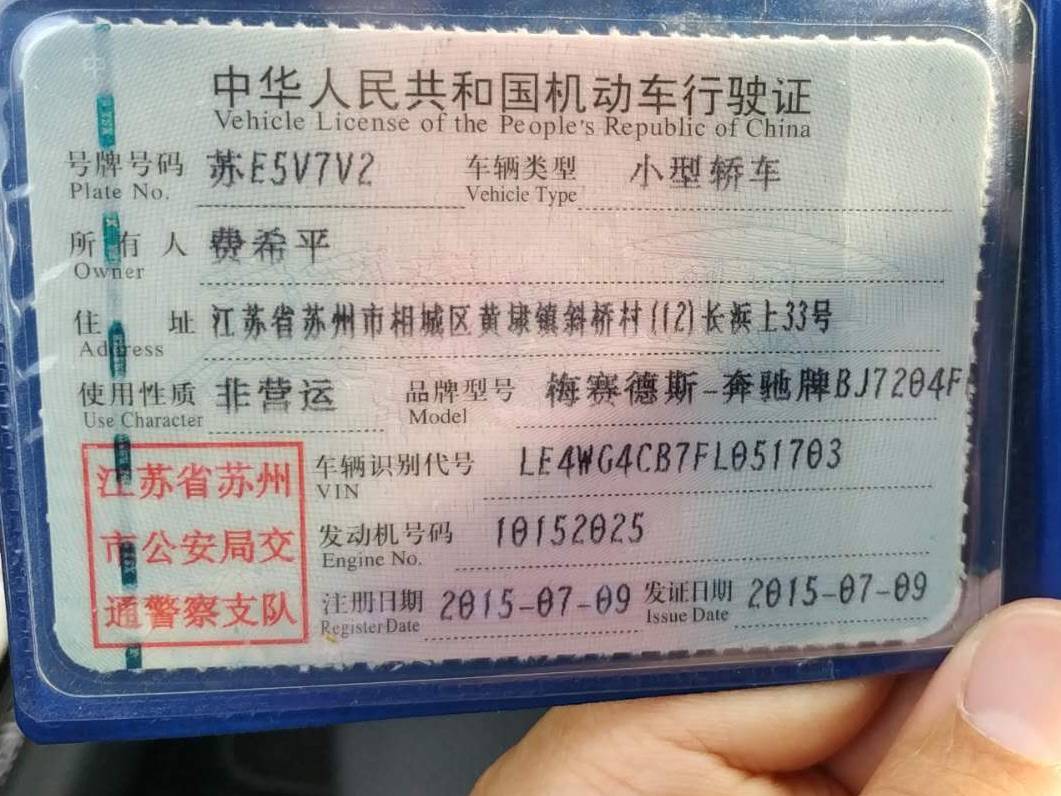 中华人民共和国机动车行驶证
Vehicle License of the People's Republic of China
号牌号码 苏E5V7V2 车辆类型 小型轿车
Plate No. Vehicle Type
所有人 费希平
Owner
住址 江苏省苏州市相城区黄埭镇斜桥村(12)长浜上33号
Address
使用性质 非营运 品牌型号 梅赛德斯-奔驰牌BJ7204F
Use Character Model
江苏省苏州
市公安局交
通警察支队
车辆识别代号 LE4WG4CB7FL051703
VIN
发动机号码 10152025
Engine No.
注册日期 2015-07-09 发证日期 2015-07-09
Register Date Issue Date